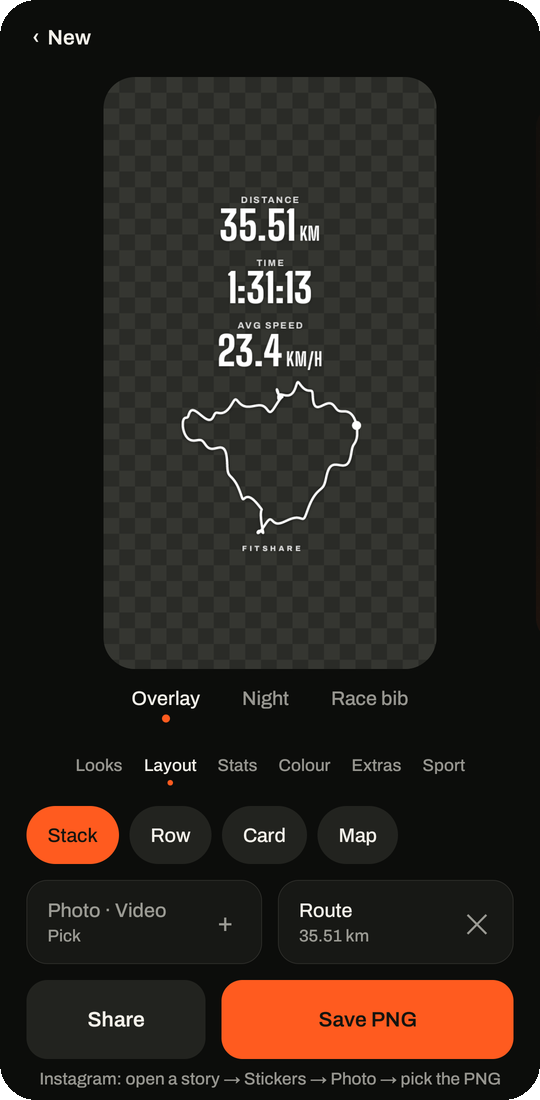 ‹ New
DISTANCE
35.51 KM
TIME
1:31:13
AVG SPEED
23.4 KM/H
FITSHARE
Overlay Night Race bib
Looks Layout Stats Colour Extras Sport
Stack Row Card Map
Photo · Video
Pick
+
Route
35.51 km
Share Save PNG
Instagram: open a story → Stickers → Photo → pick the PNG